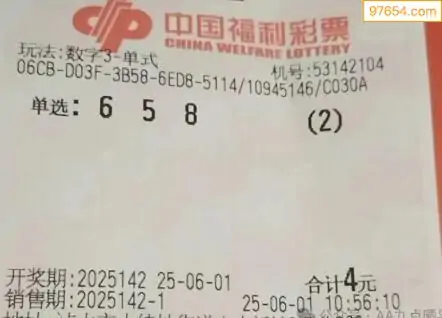 97654.com
中国福利彩票
CHINA WELFARE LOTTERY
玩法:数字3-单式
机号:53142104
06CB-D03F-3B58-6ED8-5114/10945146/C030A
单选: 6 5 8 (2)
开奖期:2025142 25-06-01 合计4元
销售期:2025142-1 25-06-01 10:56:10